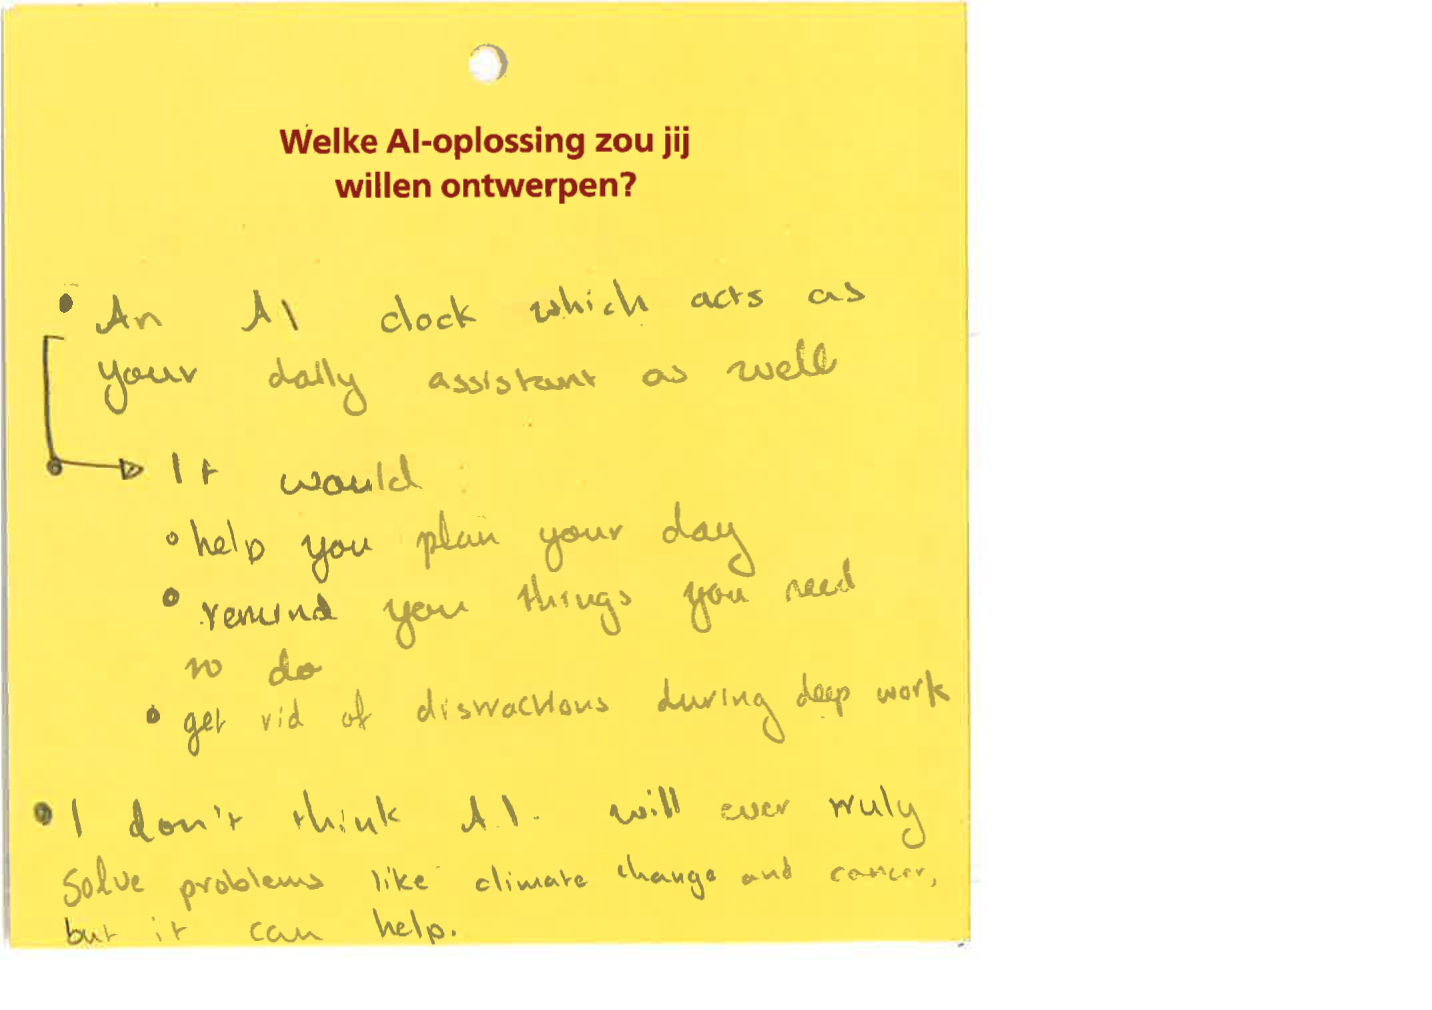 Welke AI-oplossing zou jij
willen ontwerpen?
• An AI clock which acts as
your daily assistant as well
It would
• help you plan your day
• remind you things you need
to do
• get rid of distractions during deep work
• I don't think A.I. will ever truly
solve problems like climate change and cancer,
but it can help.